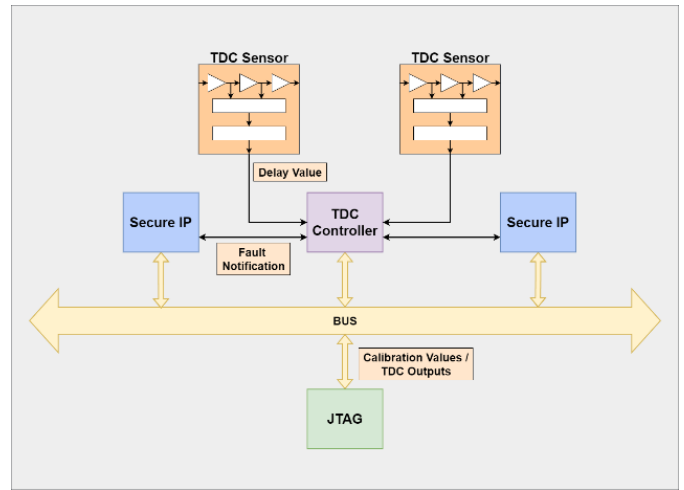 TDC Sensor
TDC Sensor
Delay Value
Secure IP
TDC
Controller
Secure IP
Fault
Notification
BUS
Calibration Values /
TDC Outputs
JTAG